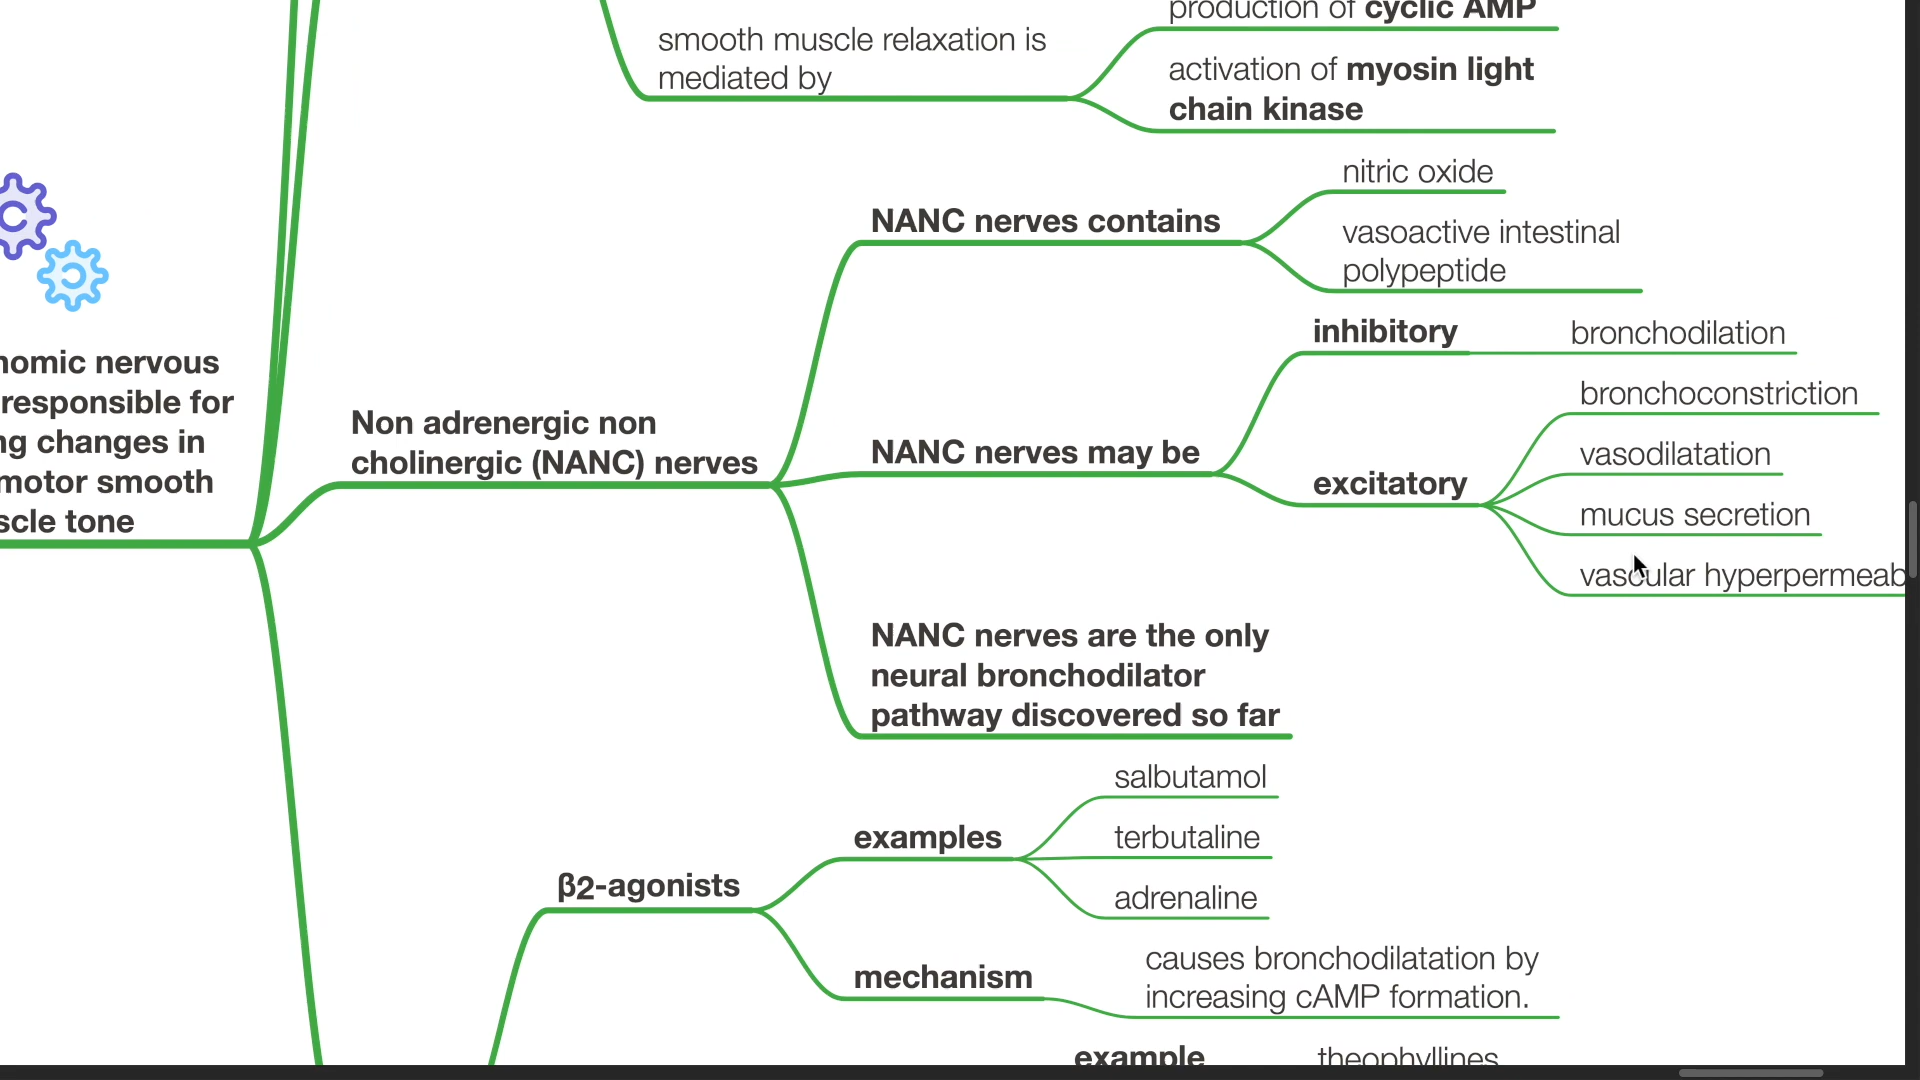 production of cyclic AMP
smooth muscle relaxation is
mediated by
activation of myosin light
chain kinase
nitric oxide
NANC nerves contains
vasoactive intestinal
polypeptide
inhibitory
bronchodilation
nomic nervous
responsible for
ng changes in
motor smooth
scle tone
Non adrenergic non
cholinergic (NANC) nerves
NANC nerves may be
bronchoconstriction
vasodilatation
excitatory
mucus secretion
vascular hyperpermeab
NANC nerves are the only
neural bronchodilator
pathway discovered so far
salbutamol
examples
terbutaline
β2-agonists
adrenaline
mechanism
causes bronchodilatation by
increasing cAMP formation.
example
theophyllines